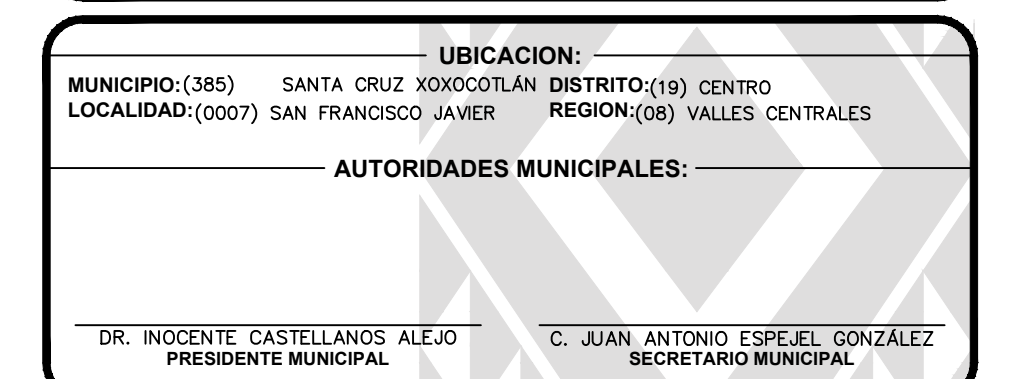 UBICACION:
MUNICIPIO:(385) SANTA CRUZ XOXOCOTLÁN DISTRITO:(19) CENTRO
LOCALIDAD:(0007) SAN FRANCISCO JAVIER REGION:(08) VALLES CENTRALES
AUTORIDADES MUNICIPALES:
DR. INOCENTE CASTELLANOS ALEJO C. JUAN ANTONIO ESPEJEL GONZÁLEZ
PRESIDENTE MUNICIPAL SECRETARIO MUNICIPAL